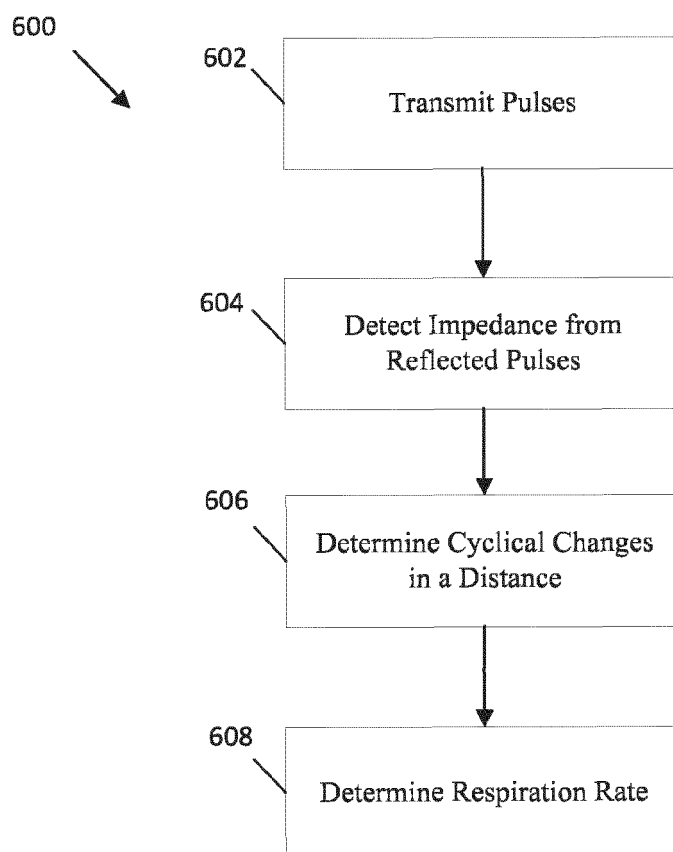 600
602
Transmit Pulses
604
Detect Impedance from
Reflected Pulses
606
Determine Cyclical Changes
in a Distance
608
Determine Respiration Rate